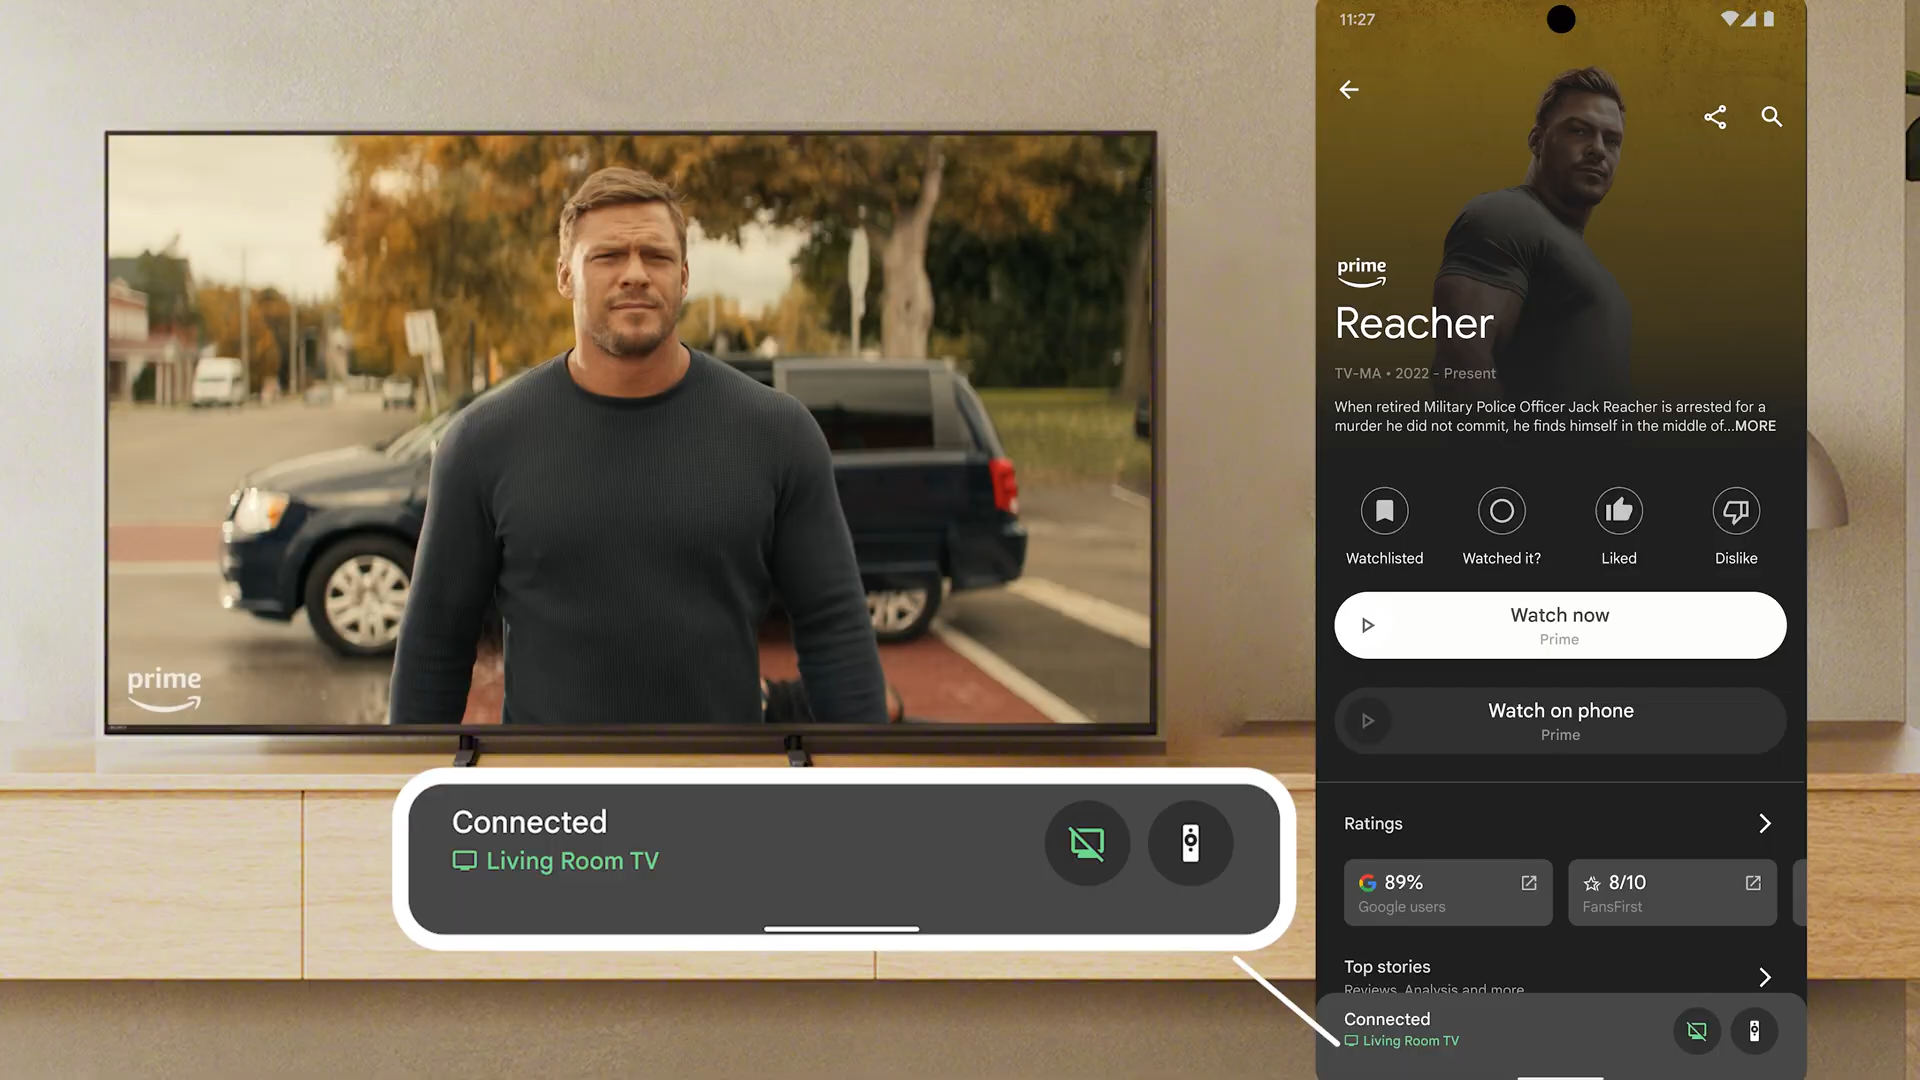 prime
Connected
Living Room TV
11:27
prime
Reacher
TV-MA • 2022 - Present
When retired Military Police Officer Jack Reacher is arrested for a
murder he did not commit, he finds himself in the middle of...MORE
Watchlisted
Watched it?
Liked
Dislike
Watch now
Prime
Watch on phone
Prime
Ratings
89%
Google users
8/10
FansFirst
Top stories
Reviews, Analysis and more
Connected
Living Room TV